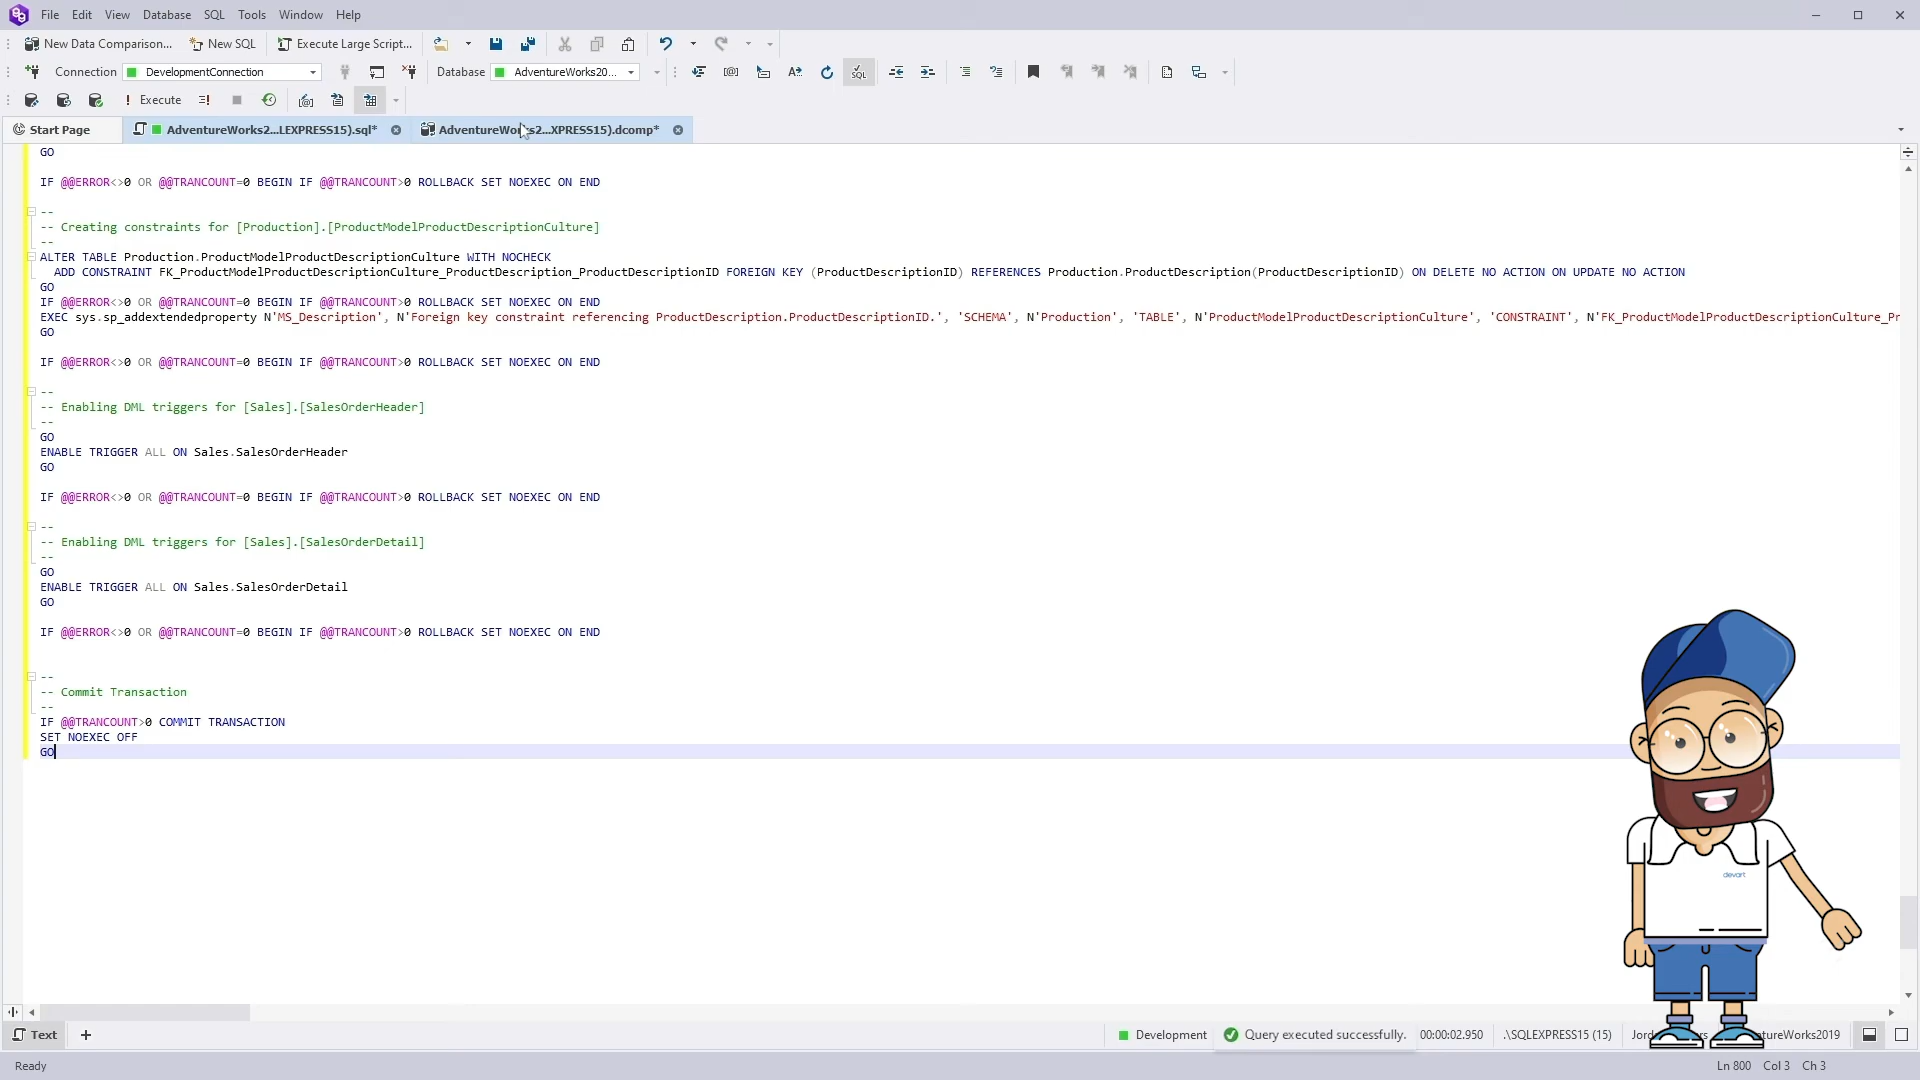 File Edit View Database SQL Tools Window Help
New Data Comparison... New SQL Execute Large Script...
Connection DevelopmentConnection Database AdventureWorks20...
Execute
Start Page AdventureWorks2...LEXPRESS15).sql* AdventureWorks2...XPRESS15).dcomp*
GO
IF @@ERROR<>0 OR @@TRANCOUNT=0 BEGIN IF @@TRANCOUNT>0 ROLLBACK SET NOEXEC ON END
--
-- Creating constraints for [Production].[ProductModelProductDescriptionCulture]
--
ALTER TABLE Production.ProductModelProductDescriptionCulture WITH NOCHECK
ADD CONSTRAINT FK_ProductModelProductDescriptionCulture_ProductDescription_ProductDescriptionID FOREIGN KEY (ProductDescriptionID) REFERENCES Production.ProductDescription(ProductDescriptionID) ON DELETE NO ACTION ON UPDATE NO ACTION
GO
IF @@ERROR<>0 OR @@TRANCOUNT=0 BEGIN IF @@TRANCOUNT>0 ROLLBACK SET NOEXEC ON END
EXEC sys.sp_addextendedproperty N'MS_Description', N'Foreign key constraint referencing ProductDescription.ProductDescriptionID.', 'SCHEMA', N'Production', 'TABLE', N'ProductModelProductDescriptionCulture', 'CONSTRAINT', N'FK_ProductModelProductDescriptionCulture_Pr
GO
IF @@ERROR<>0 OR @@TRANCOUNT=0 BEGIN IF @@TRANCOUNT>0 ROLLBACK SET NOEXEC ON END
--
-- Enabling DML triggers for [Sales].[SalesOrderHeader]
--
GO
ENABLE TRIGGER ALL ON Sales.SalesOrderHeader
GO
IF @@ERROR<>0 OR @@TRANCOUNT=0 BEGIN IF @@TRANCOUNT>0 ROLLBACK SET NOEXEC ON END
--
-- Enabling DML triggers for [Sales].[SalesOrderDetail]
--
GO
ENABLE TRIGGER ALL ON Sales.SalesOrderDetail
GO
IF @@ERROR<>0 OR @@TRANCOUNT=0 BEGIN IF @@TRANCOUNT>0 ROLLBACK SET NOEXEC ON END
--
-- Commit Transaction
--
IF @@TRANCOUNT>0 COMMIT TRANSACTION
SET NOEXEC OFF
GO
devart
Text Development Query executed successfully. 00:00:02.950 .\SQLEXPRESS15 (15)
Ready Ln 800 Col 3 Ch 3